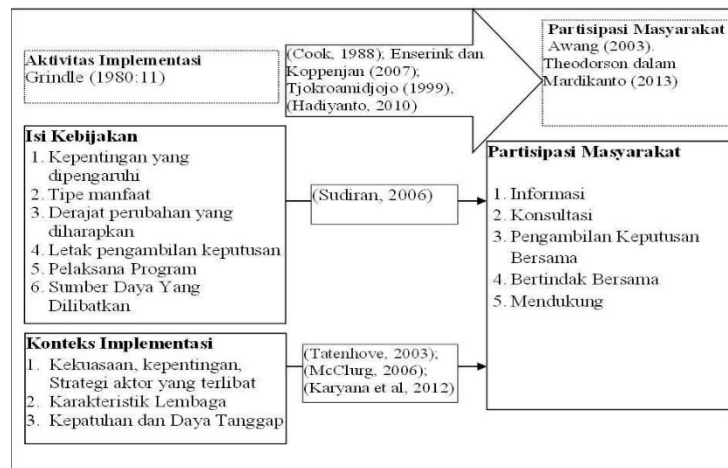 Aktivitas Implementasi
Grindle (1980:11)
(Cook, 1988); Enserink dan
Koppenjan (2007);
Tjokroamidjojo (1999),
(Hadiyanto, 2010)
Partisipasi Masyarakat
Awang (2003).
Theodorson dalam
Mardikanto (2013)
Isi Kebijakan
1. Kepentingan yang
dipengaruhi
2. Tipe manfaat
3. Derajat perubahan yang
diharapkan
4. Letak pengambilan keputusan
5. Pelaksana Program
6. Sumber Daya Yang
Dilibatkan
(Sudiran, 2006)
Partisipasi Masyarakat
1. Informasi
2. Konsultasi
3. Pengambilan Keputusan
Bersama
4. Bertindak Bersama
5. Mendukung
Konteks Implementasi
1. Kekuasaan, kepentingan,
Strategi aktor yang terlibat
2. Karakteristik Lembaga
3. Kepatuhan dan Daya Tanggap
(Tatenhove, 2003);
(McClurg, 2006);
(Karyana et al, 2012)